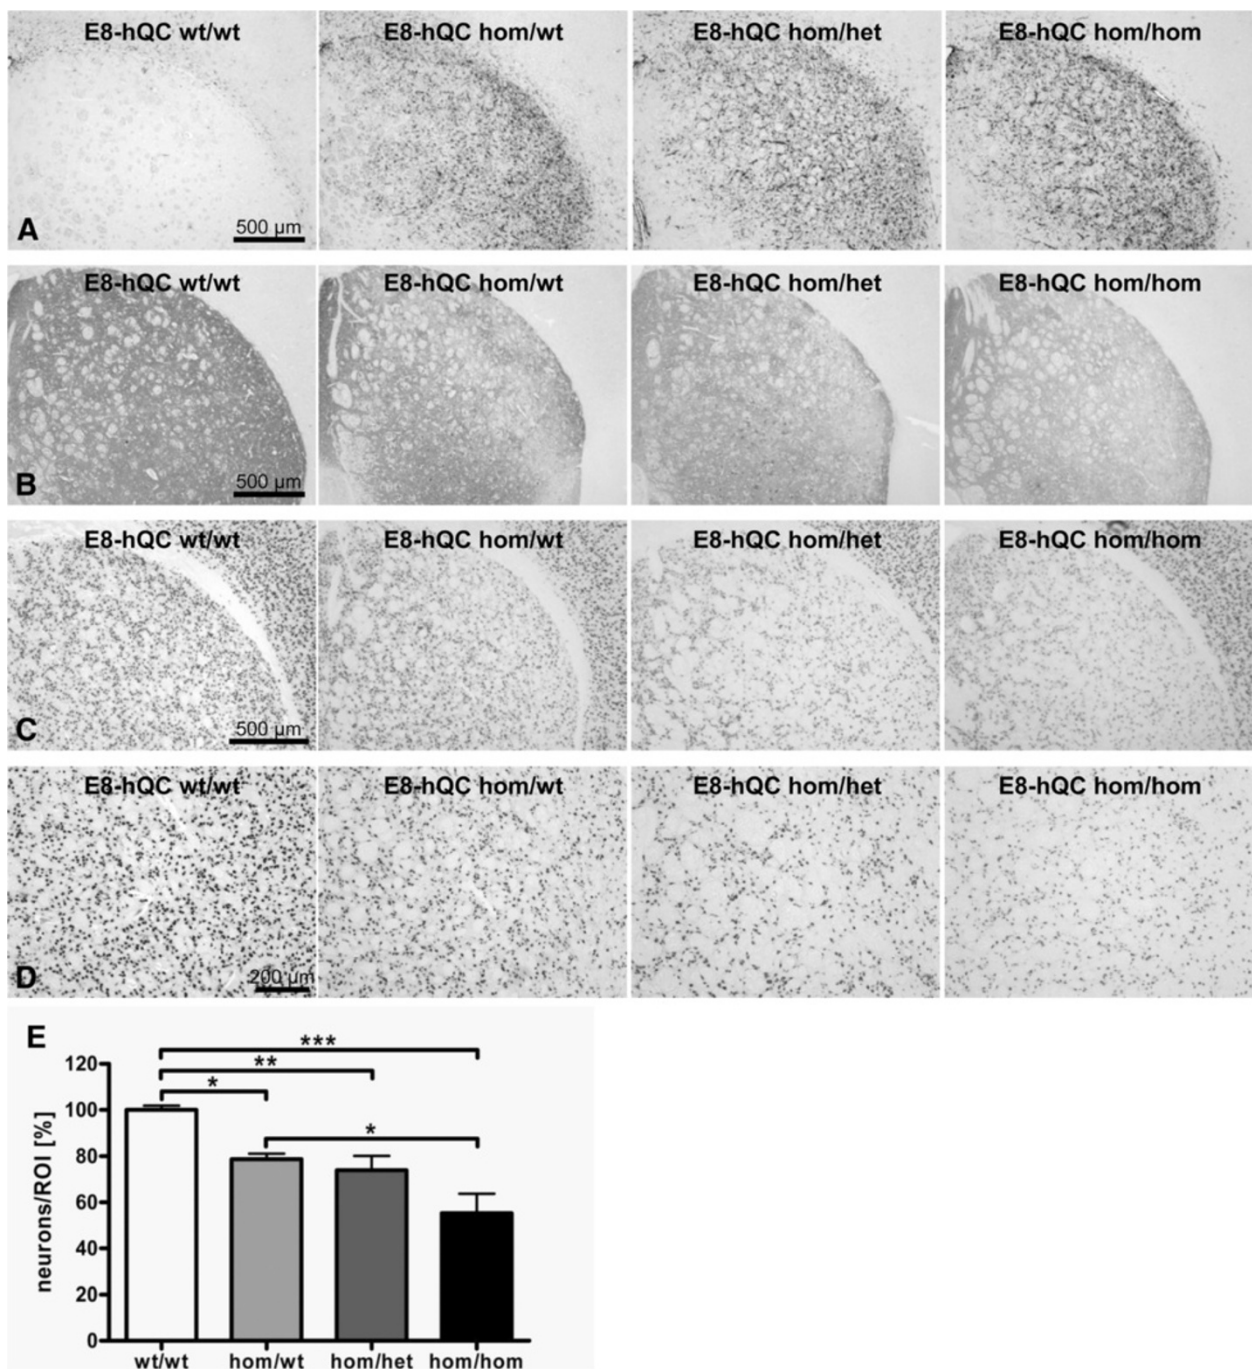 E8-hQC wt/wt E8-hQC hom/wt E8-hQC hom/het E8-hQC hom/hom
A 500 µm
E8-hQC wt/wt E8-hQC hom/wt E8-hQC hom/het E8-hQC hom/hom
B 500 µm
E8-hQC wt/wt E8-hQC hom/wt E8-hQC hom/het E8-hQC hom/hom
C 500 µm
E8-hQC wt/wt E8-hQC hom/wt E8-hQC hom/het E8-hQC hom/hom
D 200 µm
E
***
**
*
*
neurons/ROI [%]
120
100
80
60
40
20
0
wt/wt hom/wt hom/het hom/hom